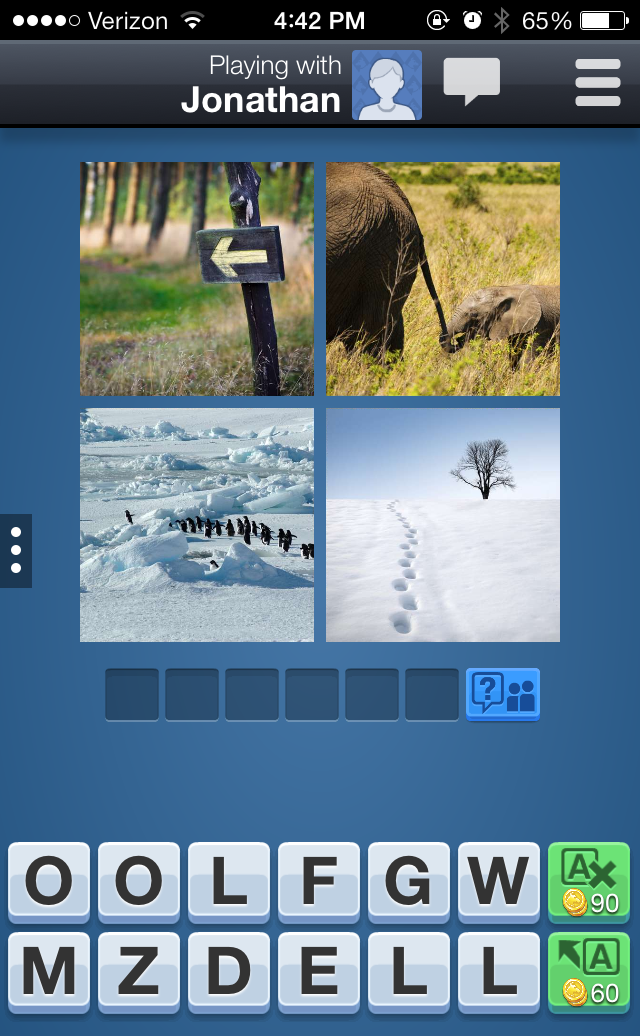 Verizon 4:42 PM 65%
Playing with
Jonathan
?
O O L F G W A 90
M Z D E L L A 60